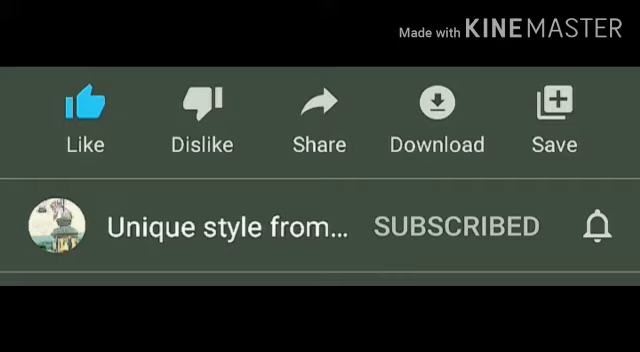 Made with KINEMASTER
Like Dislike Share Download Save
Unique style from... SUBSCRIBED